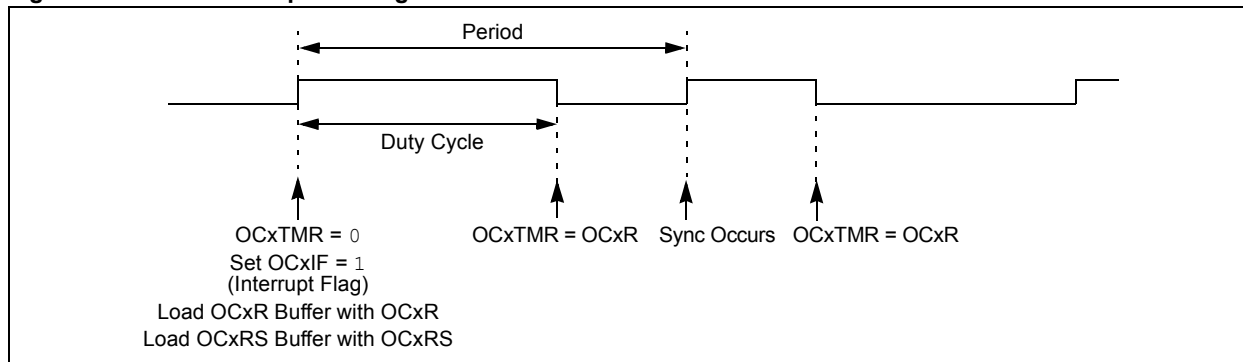 Period
Duty Cycle
OCxTMR = 0
Set OCxIF = 1
(Interrupt Flag)
Load OCxR Buffer with OCxR
Load OCxRS Buffer with OCxRS
OCxTMR = OCxR
Sync Occurs
OCxTMR = OCxR